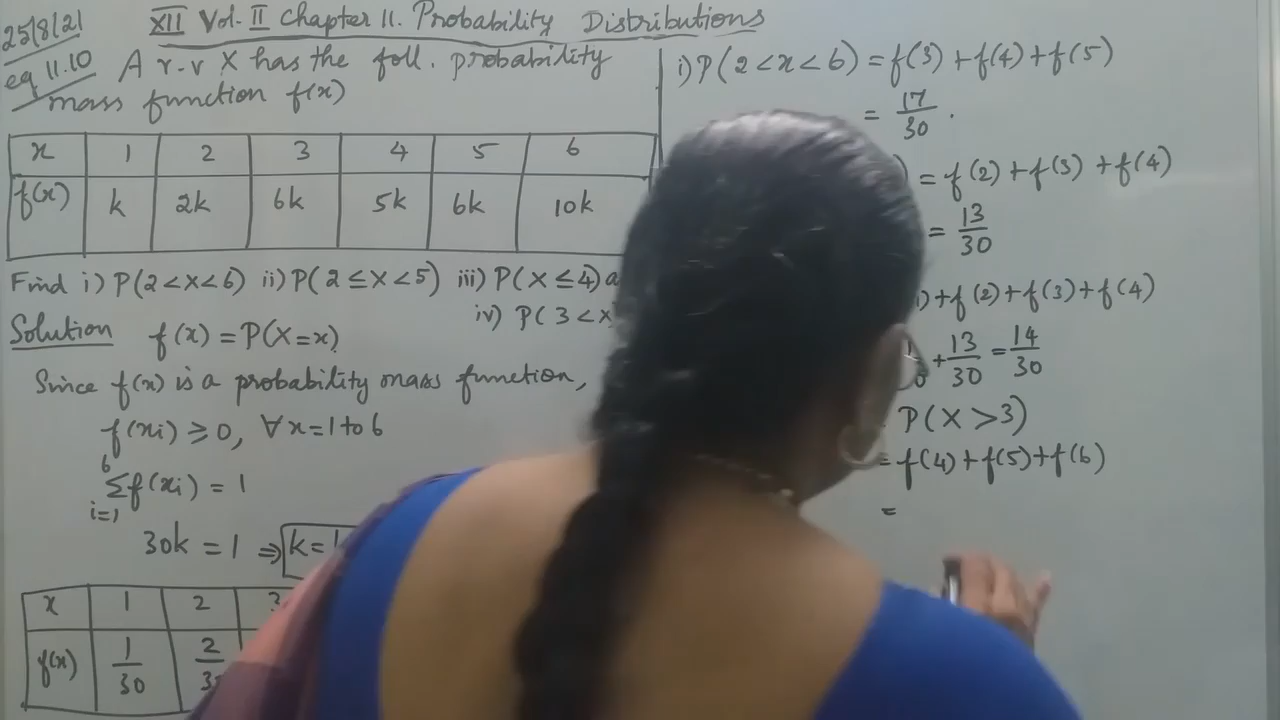 25/8/21
XII Vol. II Chapter 11. Probability Distributions
eg 11.10 A r.v X has the foll. probability
mass function f(x)
x 1 2 3 4 5 6
f(x) k 2k 6k 5k 6k 10k
Find i) P(2<X<6) ii) P(2≤X<5) iii) P(X≤4)
iv) P(3<X
Solution f(x) = P(X=x)
Since f(x) is a probability mass function,
f(xi) ≥ 0, ∀ x=1 to 6
6
Σf(xi) = 1
i=1
30k = 1 ⇒ k=
x 1 2 3
f(x) 1/30 2/3
i) P(2<x<6) = f(3)+f(4)+f(5)
= 17/30.
) = f(2)+f(3)+f(4)
= 13/30
)+f(2)+f(3)+f(4)
+ 13/30 = 14/30
P(X>3)
= f(4)+f(5)+f(6)
=